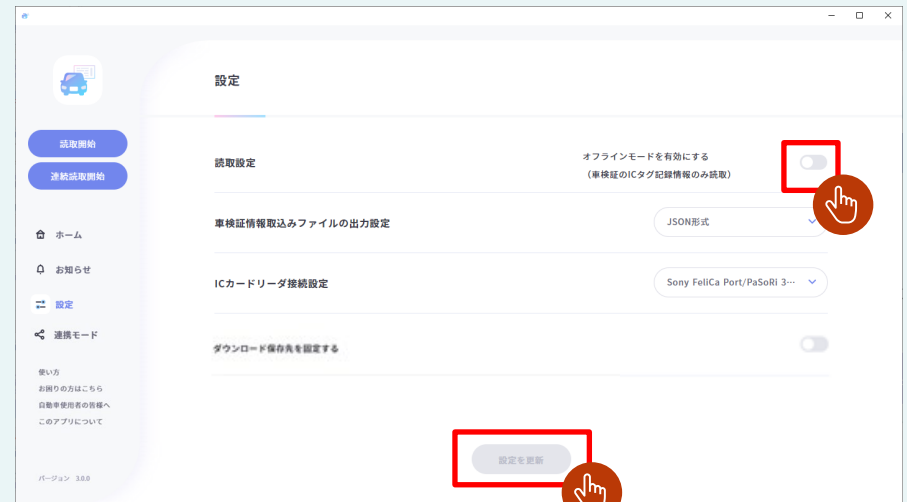 設定
読取開始
連続読取開始
ホーム
お知らせ
設定
連携モード
使い方
お困りの方はこちら
自動車使用者の皆様へ
このアプリについて
バージョン 3.0.0
読取設定
オフラインモードを有効にする
（車検証のICタグ記録情報のみ読取）
車検証情報取込みファイルの出力設定
JSON形式
ICカードリーダ接続設定
Sony FeliCa Port/PaSoRi 3…
ダウンロード保存先を固定する
設定を更新